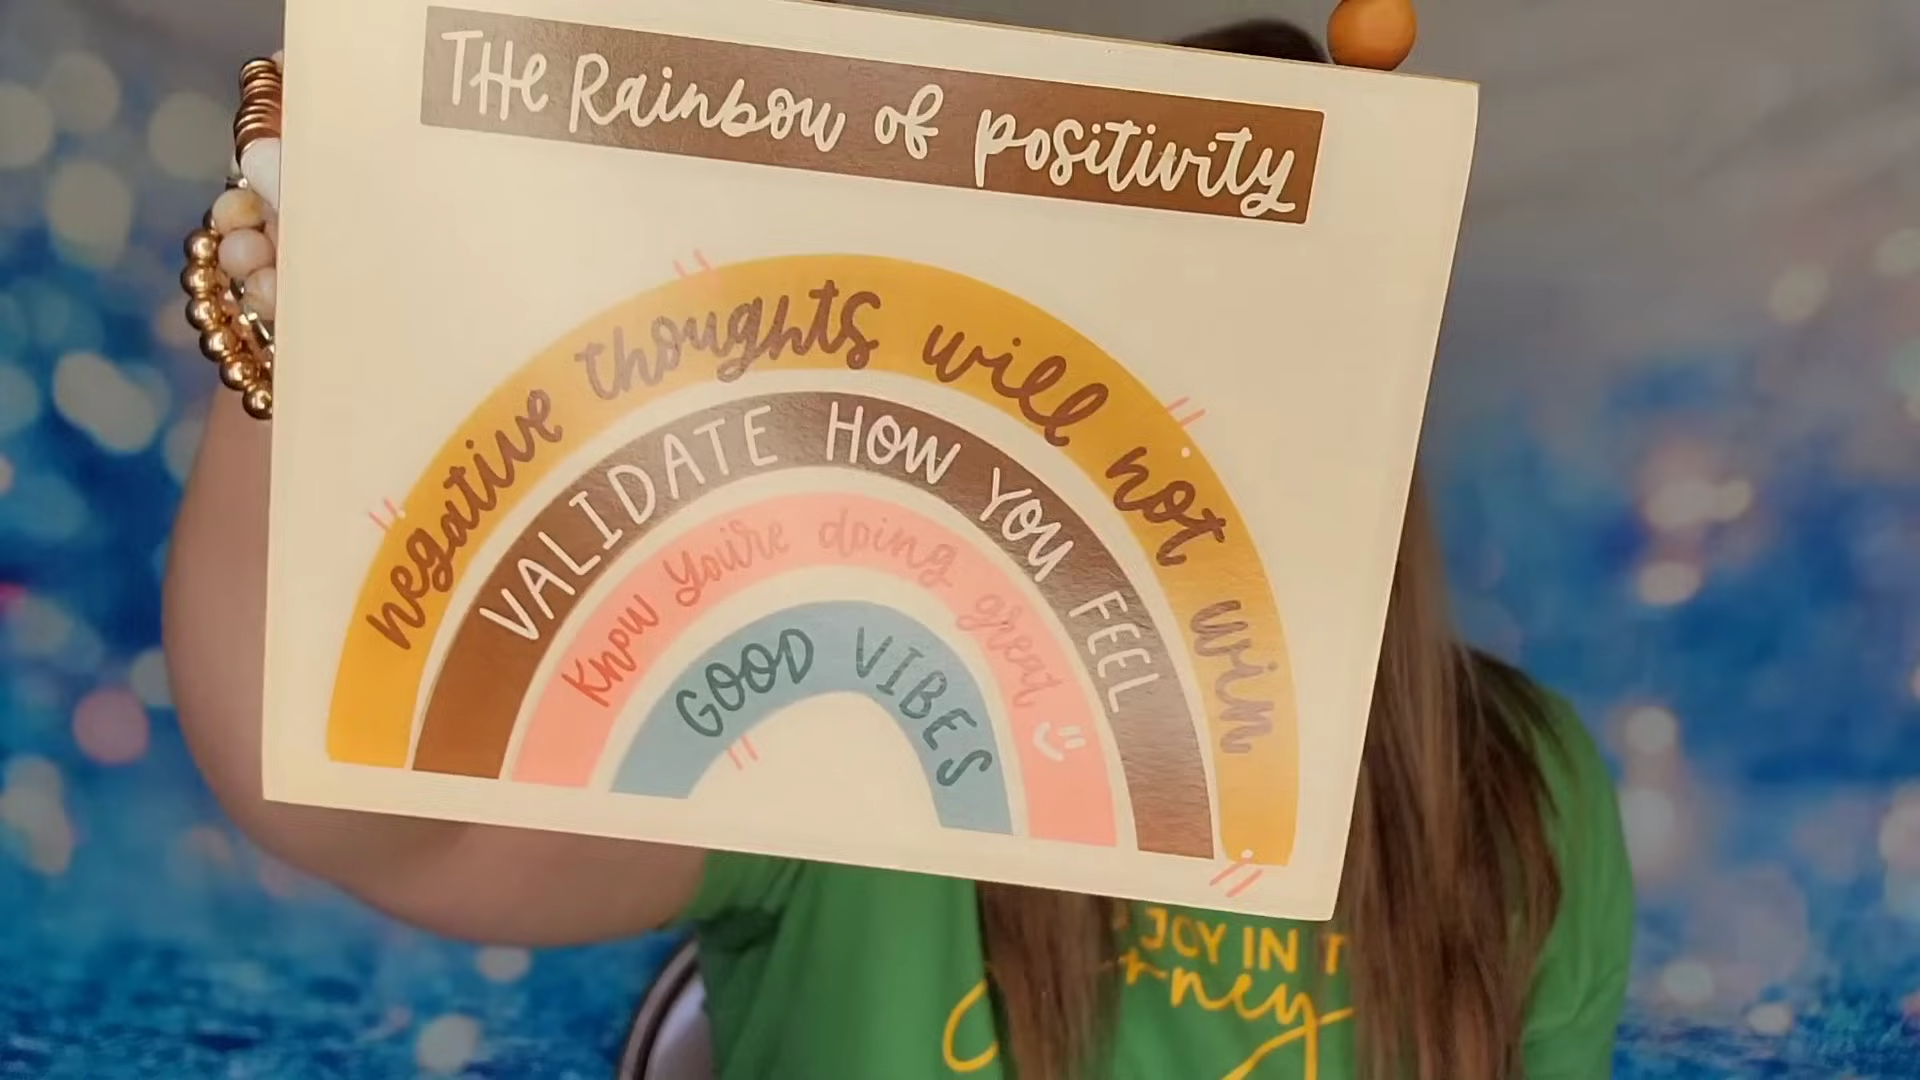 THe Rainbow of positivity
negative thoughts will not win
VALIDATE HOW YOU FEEL
Know you're doing great
GOOD VIBES
JOY IN T
rney